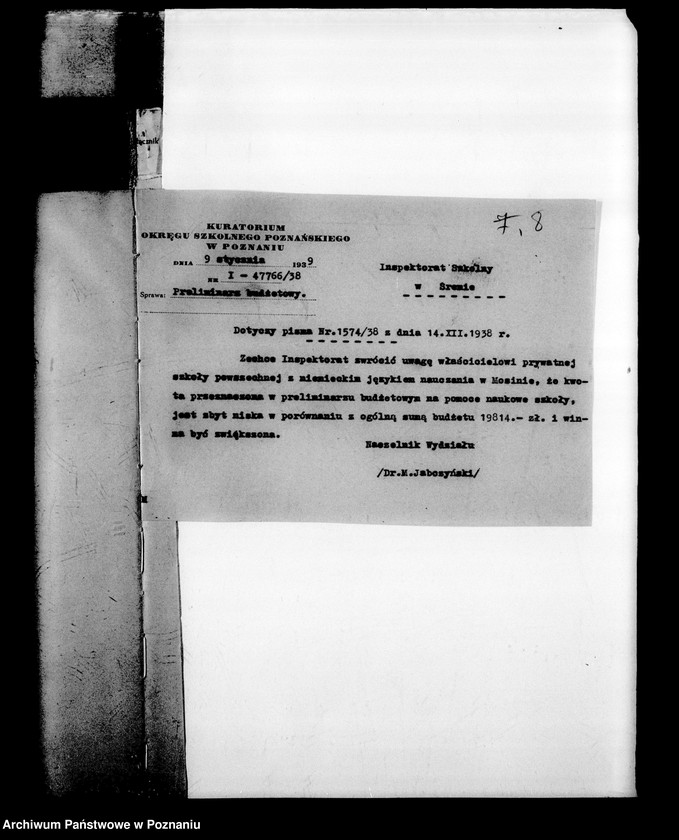 7, 8
KURATORIUM
OKRĘGU SZKOLNEGO POZNAŃSKIEGO
W POZNANIU
DNIA 9 stycznia 1939
NR I - 47766/38
Sprawa: Preliminarz budżetowy.
Inspektorat Szkolny
w Śremie
Dotyczy pisma Nr.1574/38 z dnia 14.XII.1938 r.
Zechce Inspektorat zwrócić uwagę właścicielowi prywatnej
szkoły powszechnej z niemieckim językiem nauczania w Mosinie, że kwo-
ta przeznaczona w preliminarzu budżetowym na pomoce naukowe szkoły,
jest zbyt niska w porównaniu z ogólną sumą budżetu 19814.- zł. i win-
na być zwiększona.
Naczelnik Wydziału
/Dr.M.Jabczyński/
Archiwum Państwowe w Poznaniu